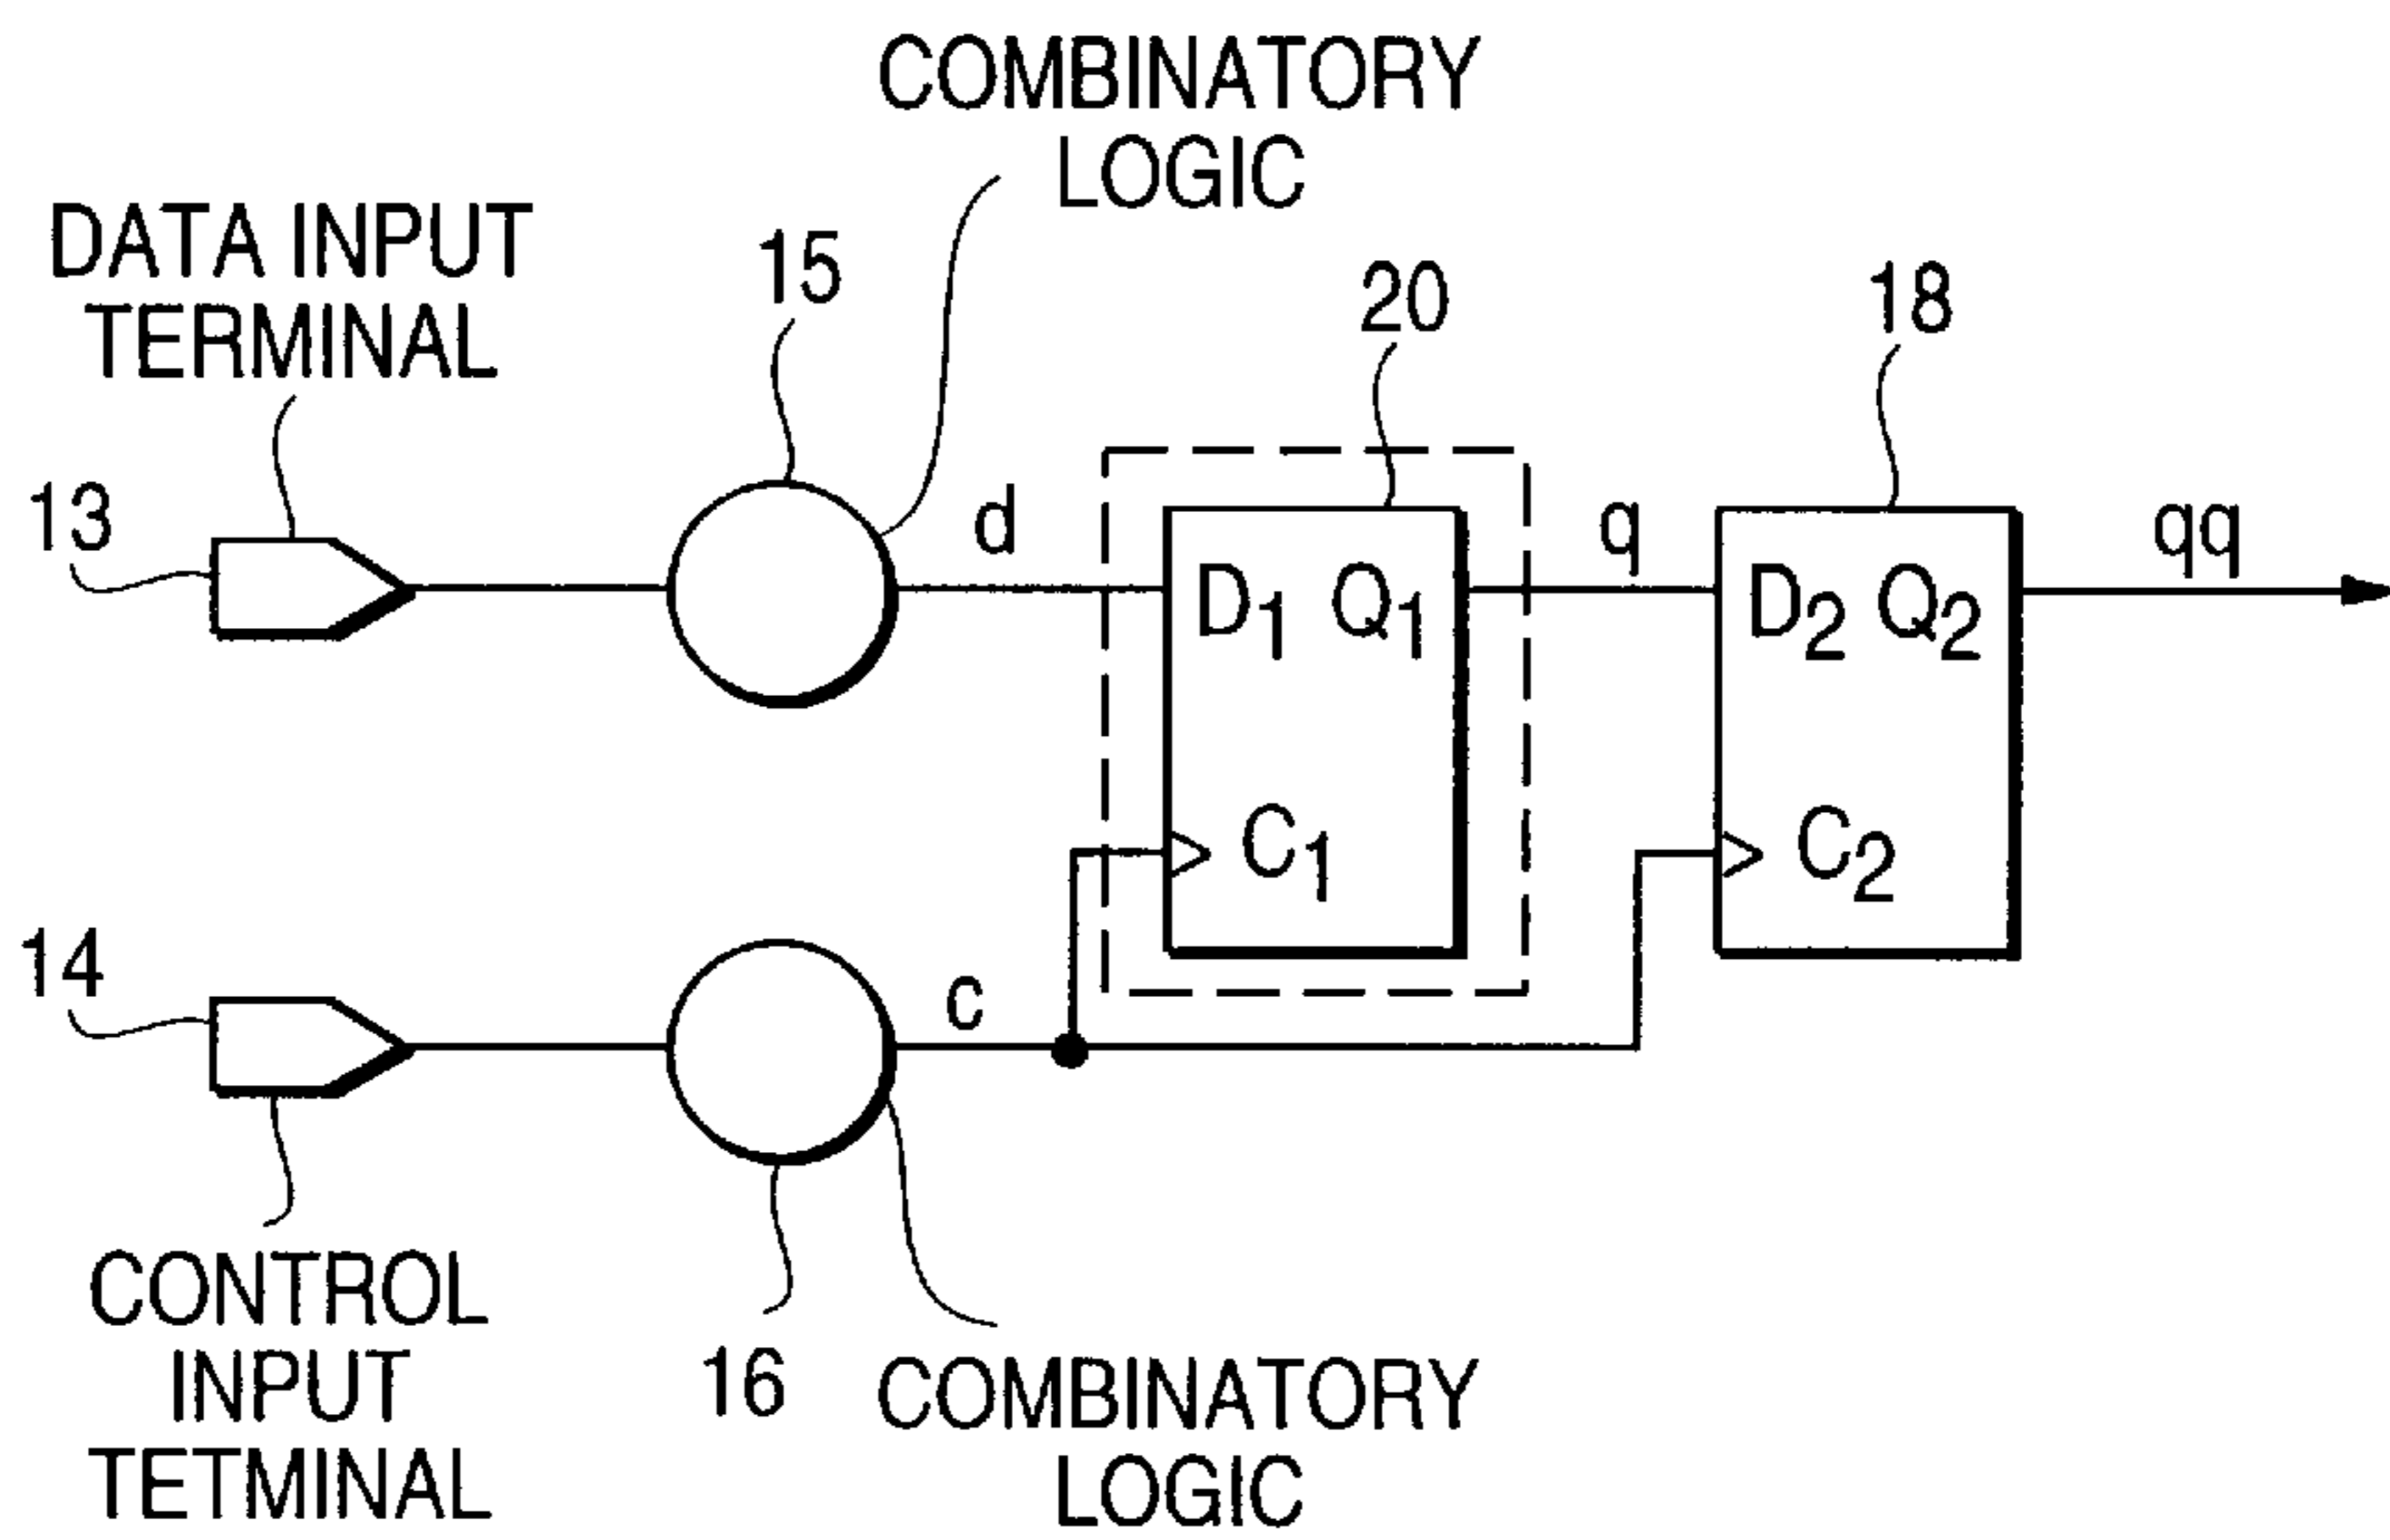 COMBINATORY
LOGIC
DATA INPUT
TERMINAL
15
20
18
13
d
q
qq
D1 Q1
D2 Q2
C1
C2
14
c
CONTROL
INPUT
TETMINAL
16
COMBINATORY
LOGIC